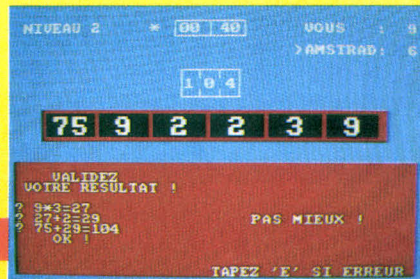 NIVEAU 2 * 00 40 VOUS : 9
>AMSTRAD: 6
104
75 9 2 2 3 9
VALIDEZ
VOTRE RESULTAT !
? 9*3=27
? 27+2=29
? 75+29=104
OK !
PAS MIEUX !
TAPEZ 'E' SI ERREUR